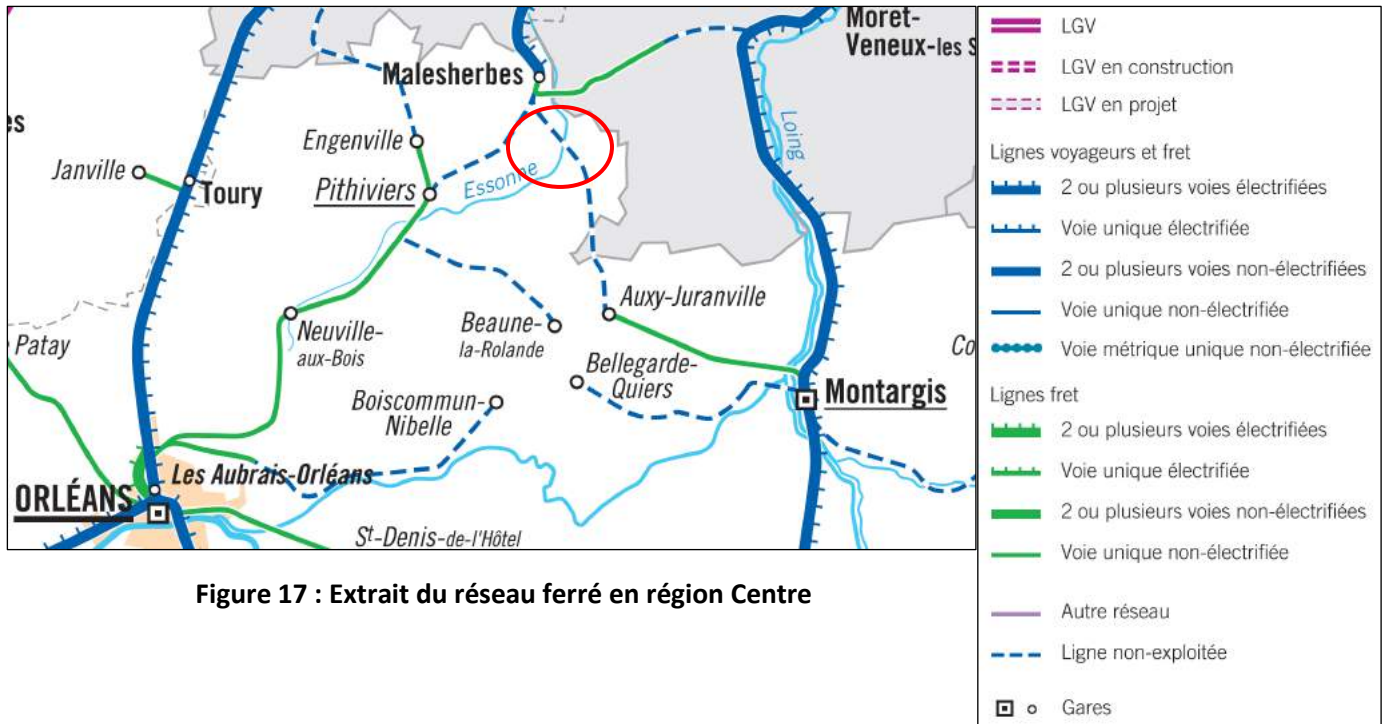 Moret-
Veneux-les S
Malesherbes
es
Engenville
Janville
Toury
Pithiviers
Essonne
Loing
Auxy-Juranville
Neuville-
aux-Bois
Beaune-
la-Rolande
Patay
Co
Bellegarde-
Quiers
Boiscommun-
Nibelle
Montargis
Les Aubrais-Orléans
ORLÉANS
St-Denis-de-l'Hôtel
Figure 17 : Extrait du réseau ferré en région Centre
LGV
LGV en construction
LGV en projet
Lignes voyageurs et fret
2 ou plusieurs voies électrifiées
Voie unique électrifiée
2 ou plusieurs voies non-électrifiées
Voie unique non-électrifiée
Voie métrique unique non-électrifiée
Lignes fret
2 ou plusieurs voies électrifiées
Voie unique électrifiée
2 ou plusieurs voies non-électrifiées
Voie unique non-électrifiée
Autre réseau
Ligne non-exploitée
Gares